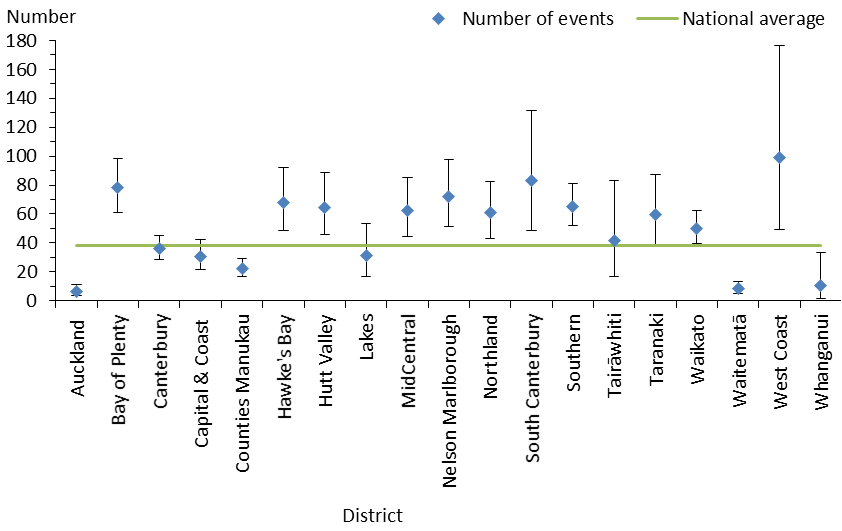 Number
Number of events
National average
180
160
140
120
100
80
60
40
20
0
Auckland
Bay of Plenty
Canterbury
Capital & Coast
Counties Manukau
Hawke's Bay
Hutt Valley
Lakes
MidCentral
Nelson Marlborough
Northland
South Canterbury
Southern
Tairāwhiti
Taranaki
Waikato
Waitematā
West Coast
Whanganui
District